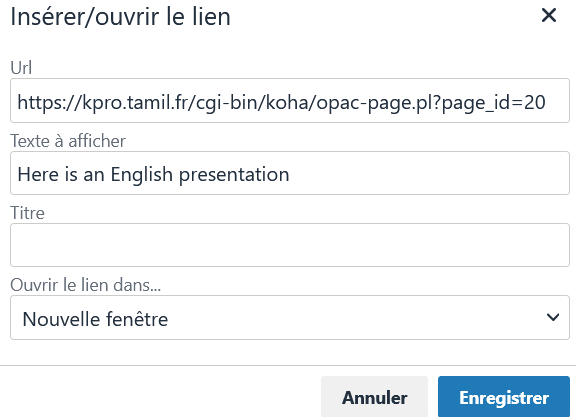 Insérer/ouvrir le lien
Url
https://kpro.tamil.fr/cgi-bin/koha/opac-page.pl?page_id=20
Texte à afficher
Here is an English presentation
Titre
Ouvrir le lien dans...
Nouvelle fenêtre
Annuler Enregistrer